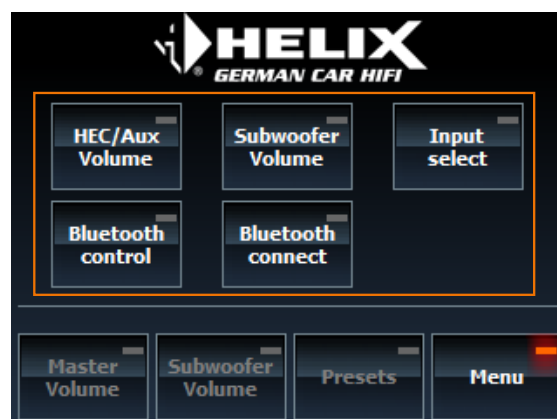 HELIX
®
GERMAN CAR HIFI
HEC/Aux
Volume
Subwoofer
Volume
Input
select
Bluetooth
control
Bluetooth
connect
Master
Volume
Subwoofer
Volume
Presets
Menu